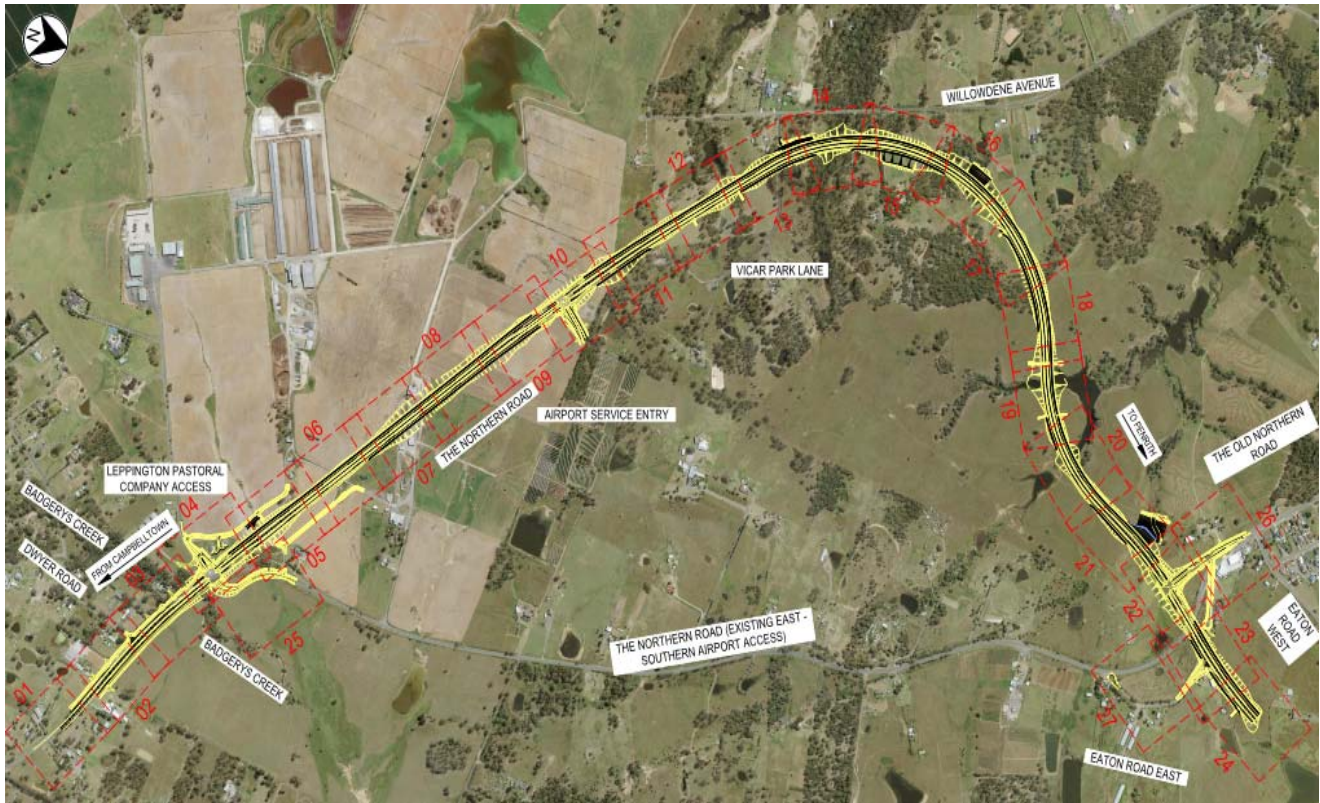 N
WILLOWDENE AVENUE
14
16
12
13
15
17
10
11
VICAR PARK LANE
18
08
09
THE NORTHERN ROAD
AIRPORT SERVICE ENTRY
19
20
TO PENRITH
THE OLD NORTHERN
ROAD
06
07
LEPPINGTON PASTORAL
COMPANY ACCESS
04
05
BADGERYS CREEK
DWYER ROAD
FROM CAMPBELLTOWN
03
26
21
22
23
EATON
ROAD
WEST
THE NORTHERN ROAD (EXISTING EAST -
SOUTHERN AIRPORT ACCESS)
25
BADGERYS CREEK
01
02
27
24
EATON ROAD EAST